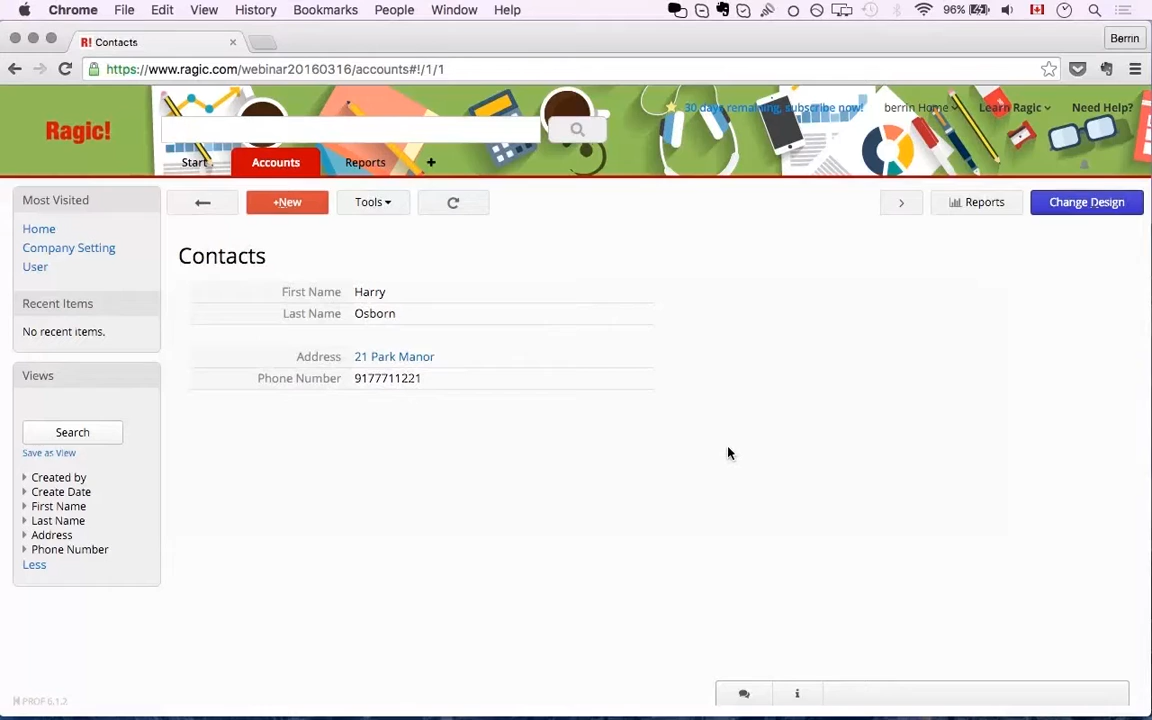 Chrome File Edit View History Bookmarks People Window Help 96%
R! Contacts Berrin
https://www.ragic.com/webinar20160316/accounts#!/1/1
30 days remaining, subscribe now! berrin Home Learn Ragic Need Help?
Ragic!
Start Accounts Reports +
Most Visited
Home
Company Setting
User
Recent Items
No recent items.
Views
Search
Save as View
Created by
Create Date
First Name
Last Name
Address
Phone Number
Less
+New Tools Reports Change Design
Contacts
First Name Harry
Last Name Osborn
Address 21 Park Manor
Phone Number 9177711221
PROF 6.1.2